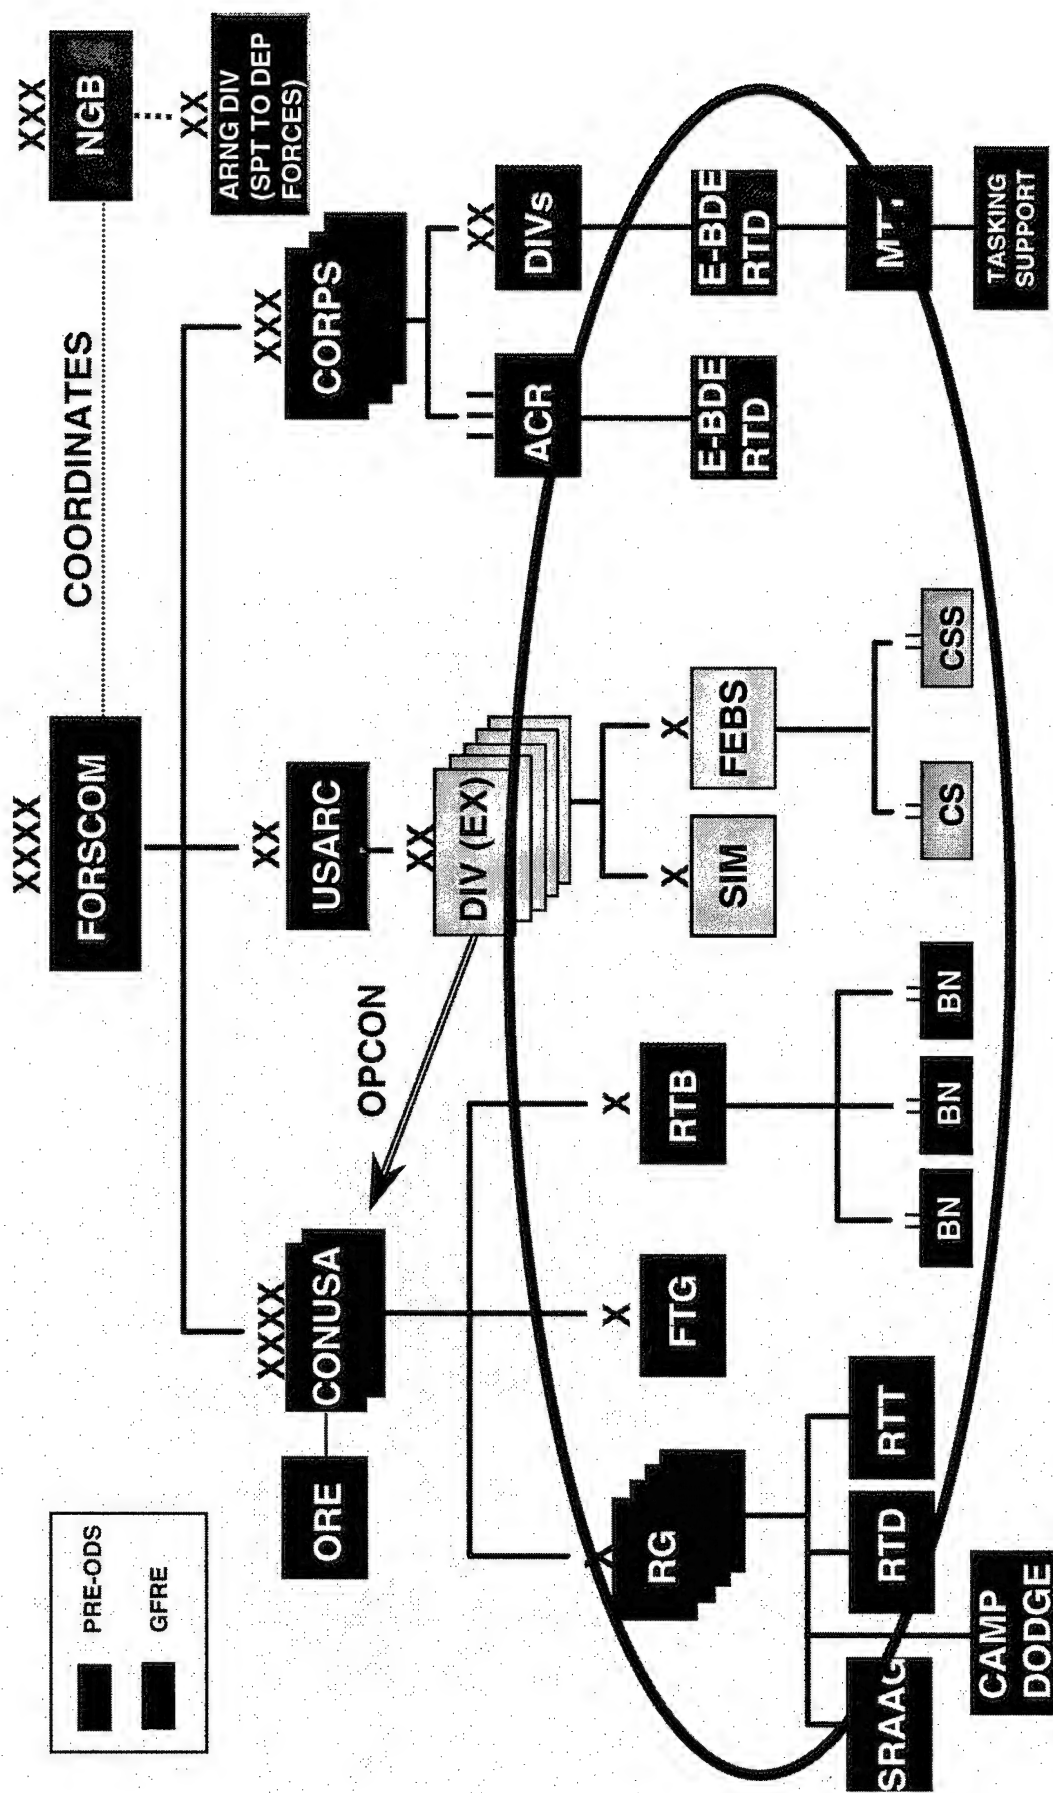 PRE-ODS
GFRE
XXXX
FORSCOM
COORDINATES
XXX
NGB
XX
ARNG DIV
(SPT TO DEP
FORCES)
ORE
XXXX
CONUSA
OPCON
XX
USARC
XX
DIV (EX)
XXX
CORPS
ACR
XX
DIVs
RG
X
FTG
X
RTB
X
SIM
X
FEBS
E-BDE
RTD
E-BDE
RTD
SRAAG
RTD
RTT
BN
BN
BN
CS
CSS
CAMP
DODGE
TASKING
SUPPORT